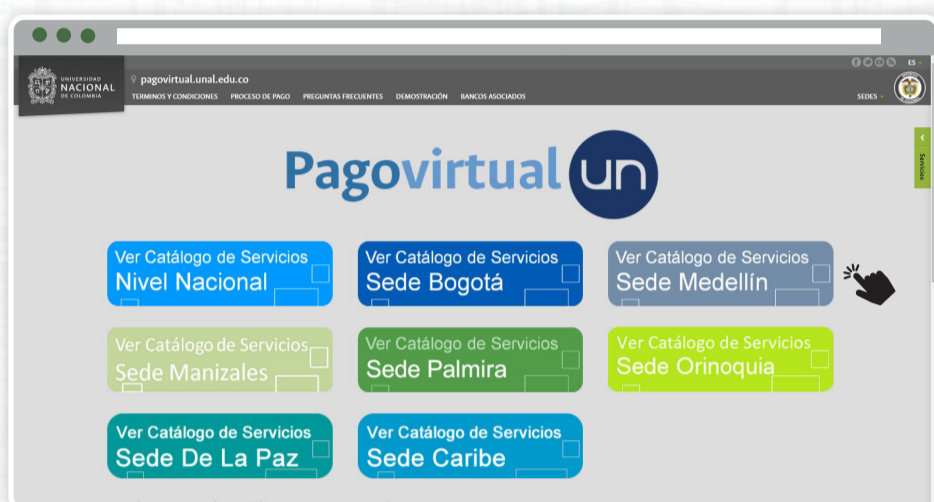 UNIVERSIDAD
NACIONAL
DE COLOMBIA
pagovirtual.unal.edu.co
TERMINOS Y CONDICIONES PROCESO DE PAGO PREGUNTAS FRECUENTES DEMOSTRACIÓN BANCOS ASOCIADOS
ES
SEDES
Servicios
Pagovirtual un
Ver Catálogo de Servicios
Nivel Nacional
Ver Catálogo de Servicios
Sede Bogotá
Ver Catálogo de Servicios
Sede Medellín
Ver Catálogo de Servicios
Sede Manizales
Ver Catálogo de Servicios
Sede Palmira
Ver Catálogo de Servicios
Sede Orinoquia
Ver Catálogo de Servicios
Sede De La Paz
Ver Catálogo de Servicios
Sede Caribe